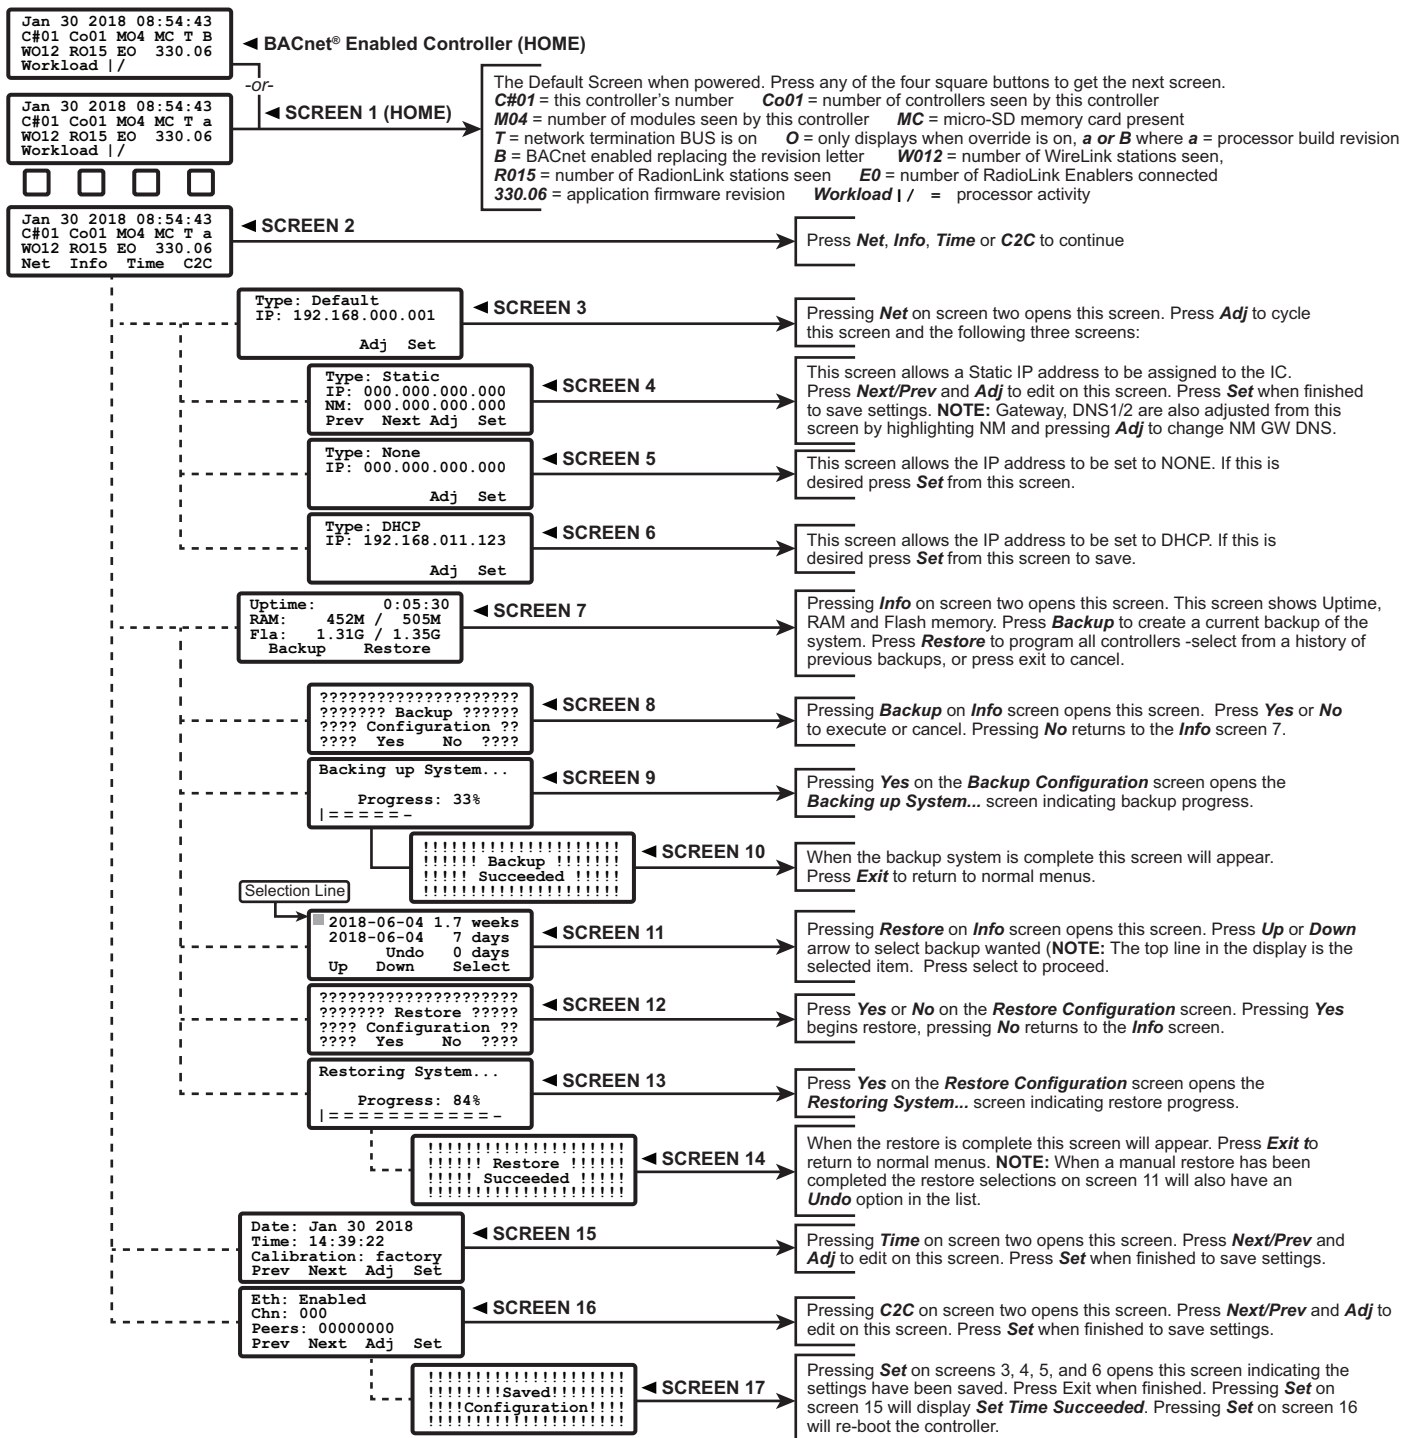 Jan 30 2018 08:54:43
C#01 Co01 MO4 MC T B
WO12 RO15 EO 330.06
Workload |/
◄ BACnet® Enabled Controller (HOME)
-or-
Jan 30 2018 08:54:43
C#01 Co01 MO4 MC T a
WO12 RO15 EO 330.06
Workload |/
◄ SCREEN 1 (HOME)
The Default Screen when powered. Press any of the four square buttons to get the next screen.
C#01 = this controller's number Co01 = number of controllers seen by this controller
M04 = number of modules seen by this controller MC = micro-SD memory card present
T = network termination BUS is on O = only displays when override is on, a or B where a = processor build revision
B = BACnet enabled replacing the revision letter W012 = number of WireLink stations seen,
R015 = number of RadionLink stations seen E0 = number of RadioLink Enablers connected
330.06 = application firmware revision Workload | / = processor activity
Jan 30 2018 08:54:43
C#01 Co01 MO4 MC T a
WO12 RO15 EO 330.06
Net Info Time C2C
◄ SCREEN 2
Press Net, Info, Time or C2C to continue
Type: Default
IP: 192.168.000.001
Adj Set
◄ SCREEN 3
Pressing Net on screen two opens this screen. Press Adj to cycle
this screen and the following three screens:
Type: Static
IP: 000.000.000.000
NM: 000.000.000.000
Prev Next Adj Set
◄ SCREEN 4
This screen allows a Static IP address to be assigned to the IC.
Press Next/Prev and Adj to edit on this screen. Press Set when finished
to save settings. NOTE: Gateway, DNS1/2 are also adjusted from this
screen by highlighting NM and pressing Adj to change NM GW DNS.
Type: None
IP: 000.000.000.000
Adj Set
◄ SCREEN 5
This screen allows the IP address to be set to NONE. If this is
desired press Set from this screen.
Type: DHCP
IP: 192.168.011.123
Adj Set
◄ SCREEN 6
This screen allows the IP address to be set to DHCP. If this is
desired press Set from this screen to save.
Uptime: 0:05:30
RAM: 452M / 505M
Fla: 1.31G / 1.35G
Backup Restore
◄ SCREEN 7
Pressing Info on screen two opens this screen. This screen shows Uptime,
RAM and Flash memory. Press Backup to create a current backup of the
system. Press Restore to program all controllers -select from a history of
previous backups, or press exit to cancel.
?????????????????????
??????? Backup ??????
???? Configuration ??
???? Yes No ????
◄ SCREEN 8
Pressing Backup on Info screen opens this screen. Press Yes or No
to execute or cancel. Pressing No returns to the Info screen 7.
Backing up System...
Progress: 33%
|=====-
◄ SCREEN 9
Pressing Yes on the Backup Configuration screen opens the
Backing up System... screen indicating backup progress.
!!!!!!!!!!!!!!!!!!!!!
!!!!!! Backup !!!!!!!
!!!!! Succeeded !!!!!
!!!!!!!!!!!!!!!!!!!!!
◄ SCREEN 10
When the backup system is complete this screen will appear.
Press Exit to return to normal menus.
Selection Line
2018-06-04 1.7 weeks
2018-06-04 7 days
Undo 0 days
Up Down Select
◄ SCREEN 11
Pressing Restore on Info screen opens this screen. Press Up or Down
arrow to select backup wanted (NOTE: The top line in the display is the
selected item. Press select to proceed.
?????????????????????
??????? Restore ?????
???? Configuration ??
???? Yes No ????
◄ SCREEN 12
Press Yes or No on the Restore Configuration screen. Pressing Yes
begins restore, pressing No returns to the Info screen.
Restoring System...
Progress: 84%
|===========-
◄ SCREEN 13
Press Yes on the Restore Configuration screen opens the
Restoring System... screen indicating restore progress.
!!!!!!!!!!!!!!!!!!!!!
!!!!!! Restore !!!!!!
!!!!! Succeeded !!!!!
!!!!!!!!!!!!!!!!!!!!!
◄ SCREEN 14
When the restore is complete this screen will appear. Press Exit to
return to normal menus. NOTE: When a manual restore has been
completed the restore selections on screen 11 will also have an
Undo option in the list.
Date: Jan 30 2018
Time: 14:39:22
Calibration: factory
Prev Next Adj Set
◄ SCREEN 15
Pressing Time on screen two opens this screen. Press Next/Prev and
Adj to edit on this screen. Press Set when finished to save settings.
Eth: Enabled
Chn: 000
Peers: 00000000
Prev Next Adj Set
◄ SCREEN 16
Pressing C2C on screen two opens this screen. Press Next/Prev and Adj to
edit on this screen. Press Set when finished to save settings.
!!!!!!!!!!!!!!!!!!!!!
!!!!!!!!Saved!!!!!!!!
!!!!Configuration!!!!
!!!!!!!!!!!!!!!!!!!!!
◄ SCREEN 17
Pressing Set on screens 3, 4, 5, and 6 opens this screen indicating the
settings have been saved. Press Exit when finished. Pressing Set on
screen 15 will display Set Time Succeeded. Pressing Set on screen 16
will re-boot the controller.